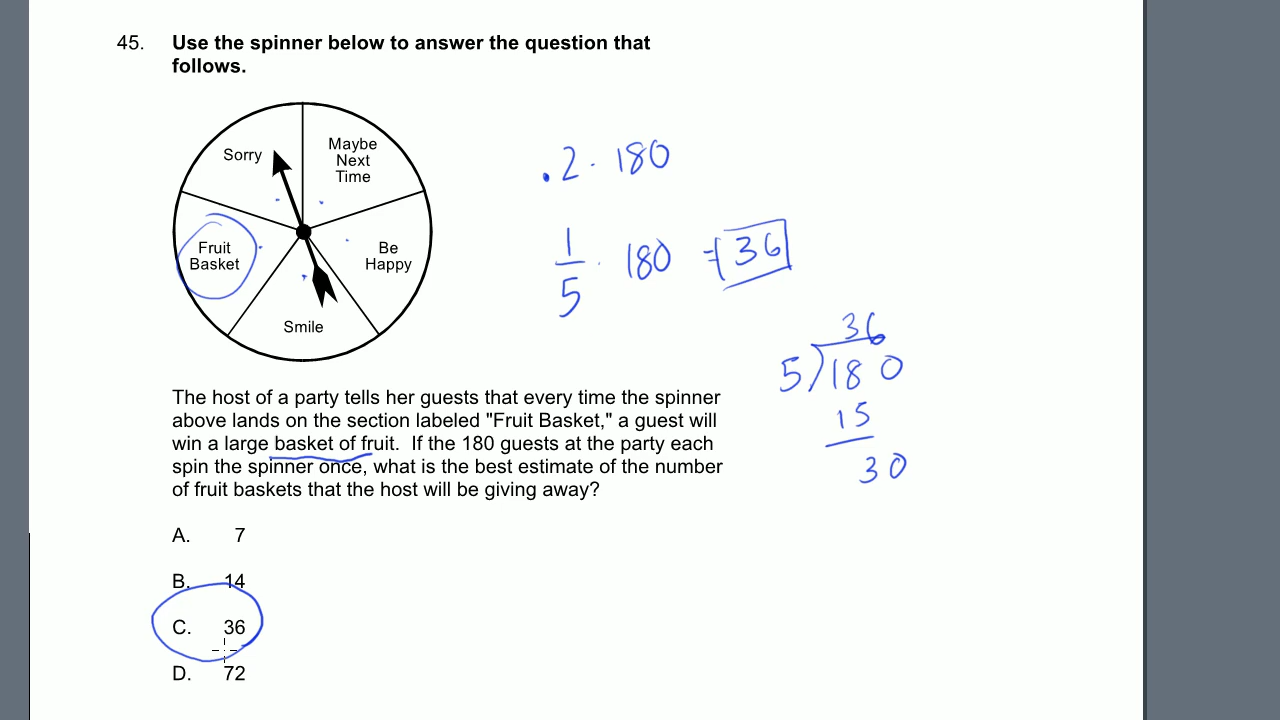 45. Use the spinner below to answer the question that
follows.
Sorry
Maybe
Next
Time
Fruit
Basket
Be
Happy
Smile
.2 · 180
1/5 · 180 = 36
36
5)180
15
30
The host of a party tells her guests that every time the spinner
above lands on the section labeled "Fruit Basket," a guest will
win a large basket of fruit. If the 180 guests at the party each
spin the spinner once, what is the best estimate of the number
of fruit baskets that the host will be giving away?
A. 7
B. 14
C. 36
D. 72